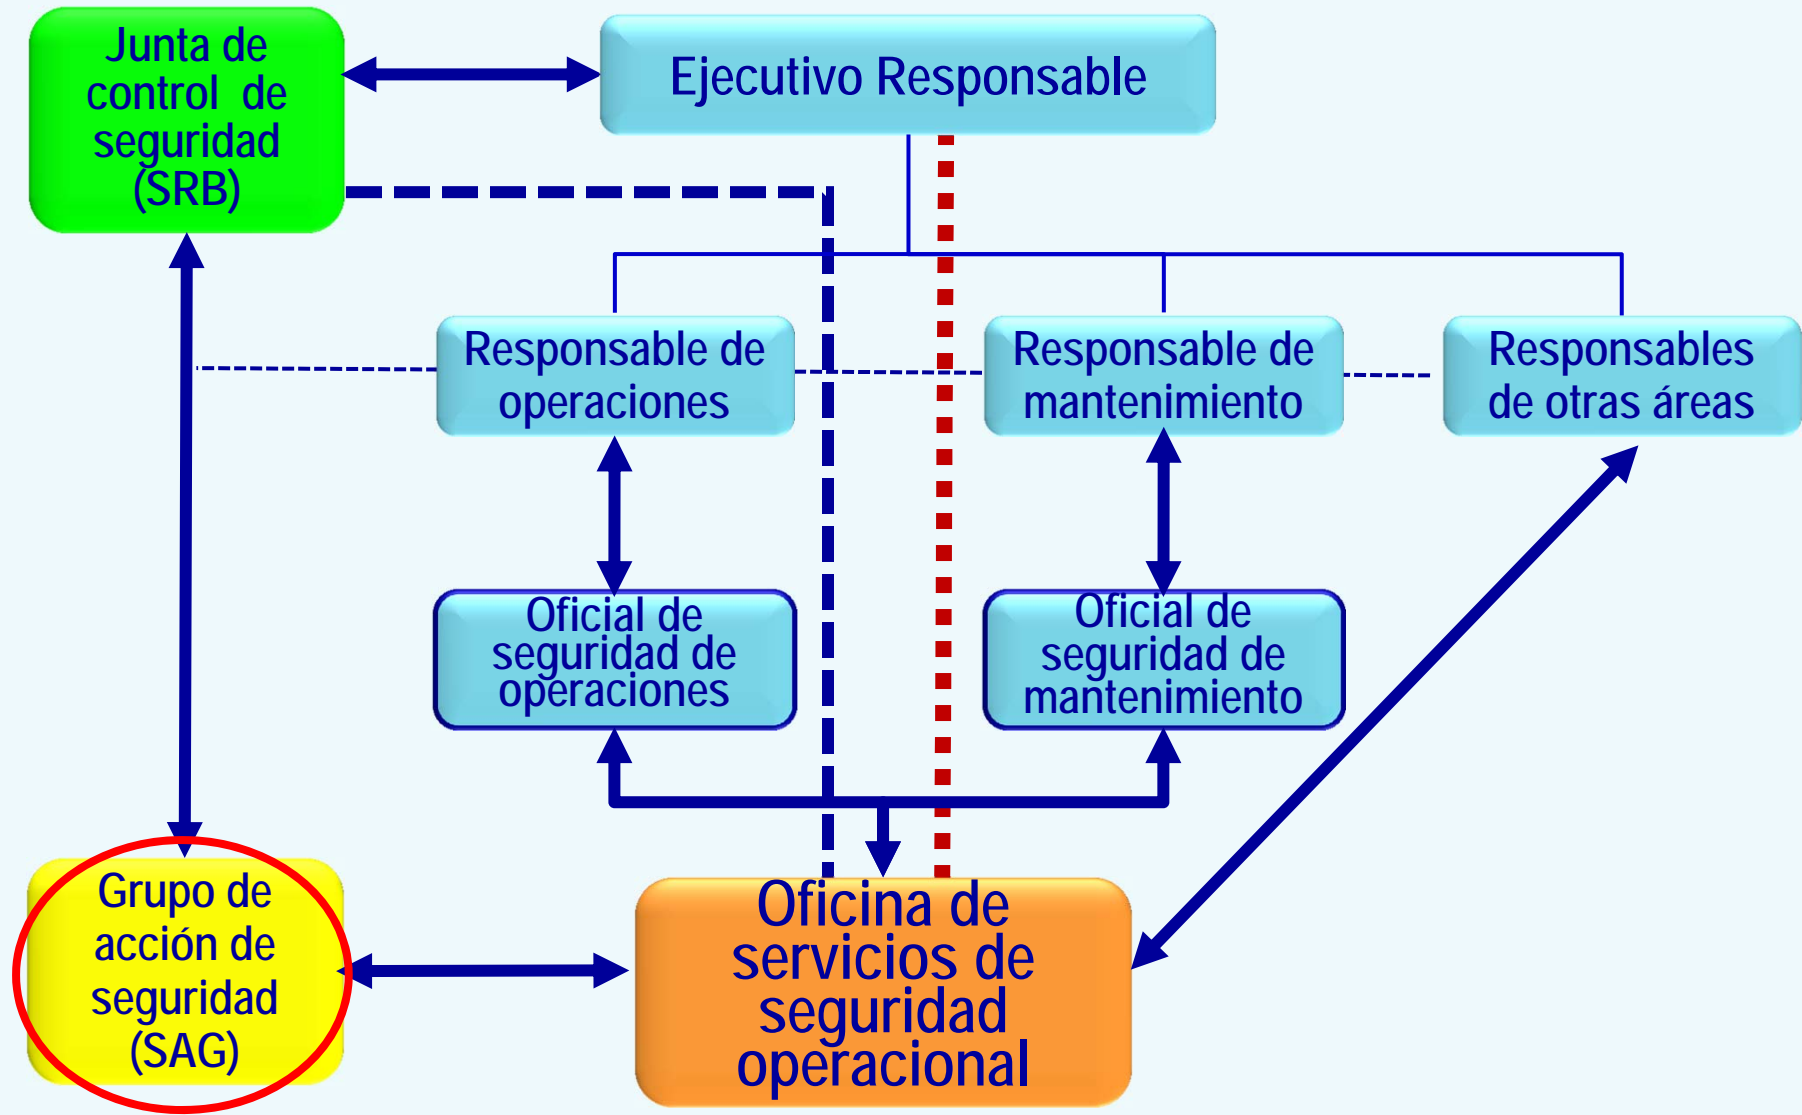 Junta de
control de
seguridad
(SRB)
Ejecutivo Responsable
Responsable de
operaciones
Responsable de
mantenimiento
Responsables
de otras áreas
Oficial de
seguridad de
operaciones
Oficial de
seguridad de
mantenimiento
Grupo de
acción de
seguridad
(SAG)
Oficina de
servicios de
seguridad
operacional